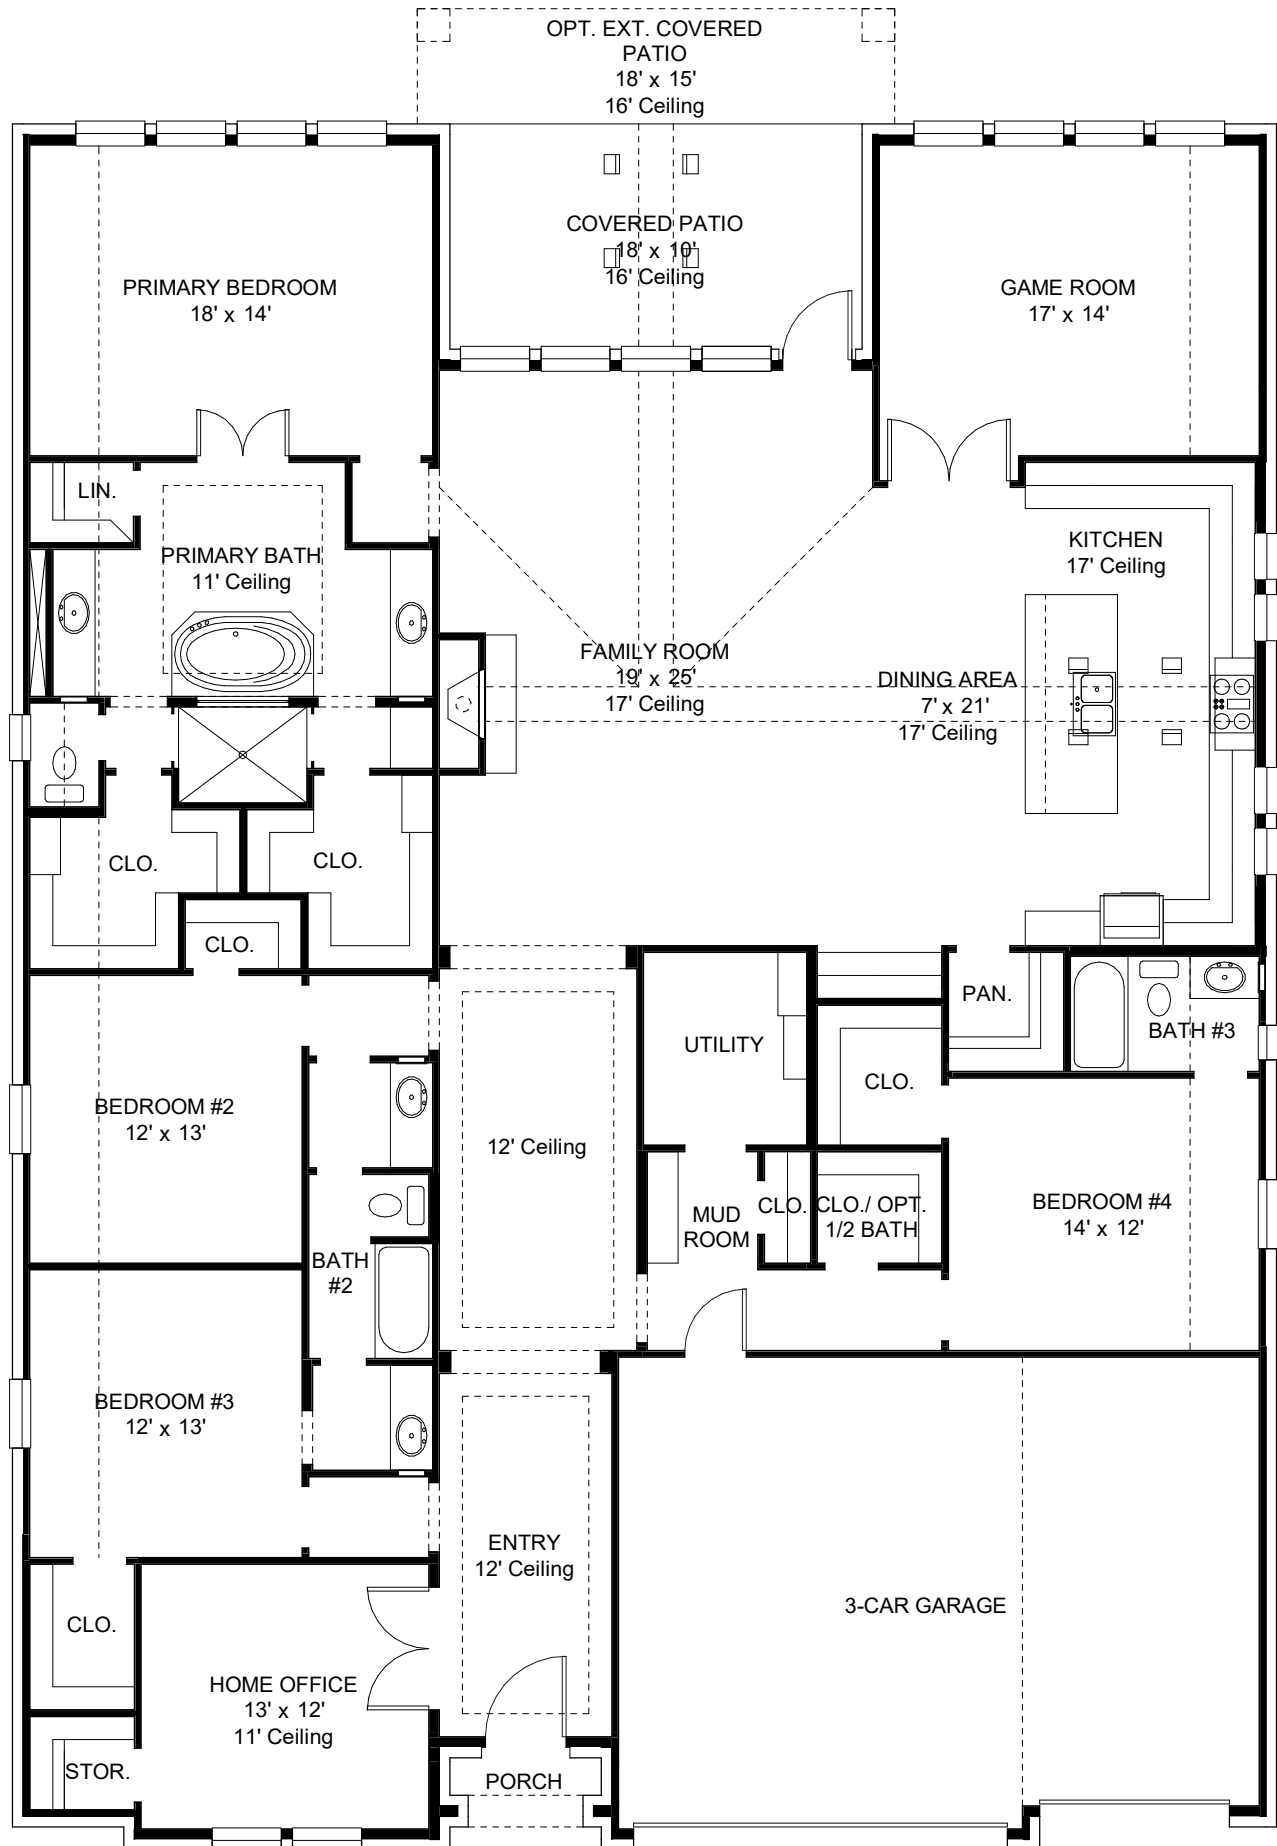 OPT. EXT. COVERED
PATIO
18' x 15'
16' Ceiling
COVERED PATIO
18' x 10'
16' Ceiling
PRIMARY BEDROOM
18' x 14'
GAME ROOM
17' x 14'
LIN.
PRIMARY BATH
11' Ceiling
KITCHEN
17' Ceiling
FAMILY ROOM
19' x 25'
17' Ceiling
DINING AREA
7' x 21'
17' Ceiling
CLO.
CLO.
CLO.
PAN.
UTILITY
BATH #3
CLO.
BEDROOM #2
12' x 13'
12' Ceiling
MUD
ROOM
CLO.
CLO./ OPT.
1/2 BATH
BEDROOM #4
14' x 12'
BATH
#2
BEDROOM #3
12' x 13'
ENTRY
12' Ceiling
3-CAR GARAGE
CLO.
HOME OFFICE
13' x 12'
11' Ceiling
STOR.
PORCH